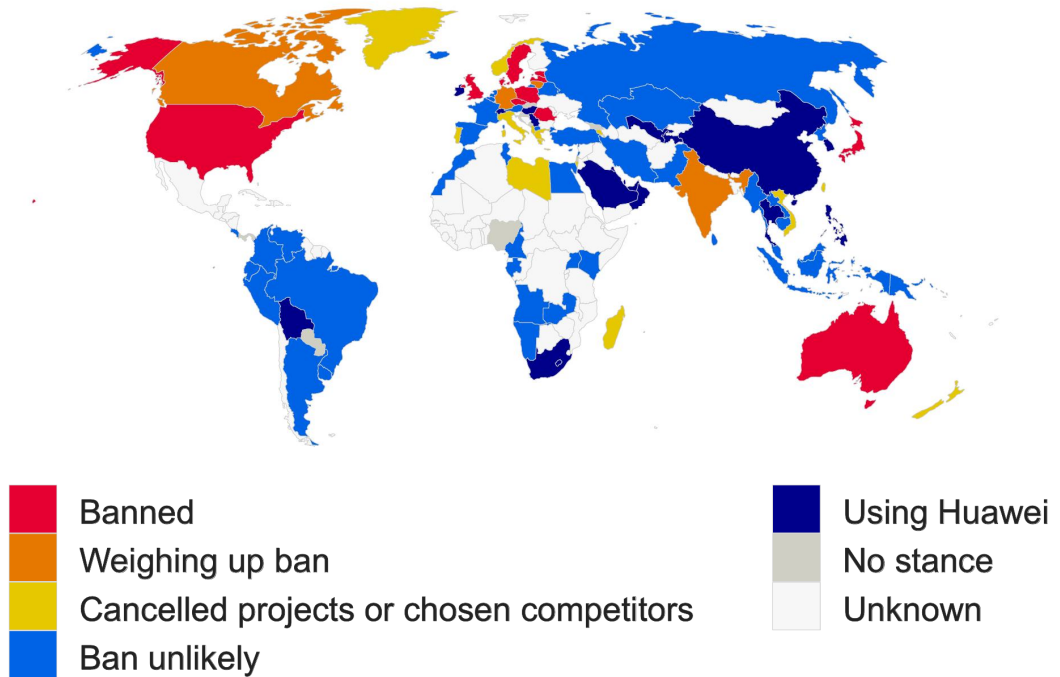 Banned
Weighing up ban
Cancelled projects or chosen competitors
Ban unlikely
Using Huawei
No stance
Unknown